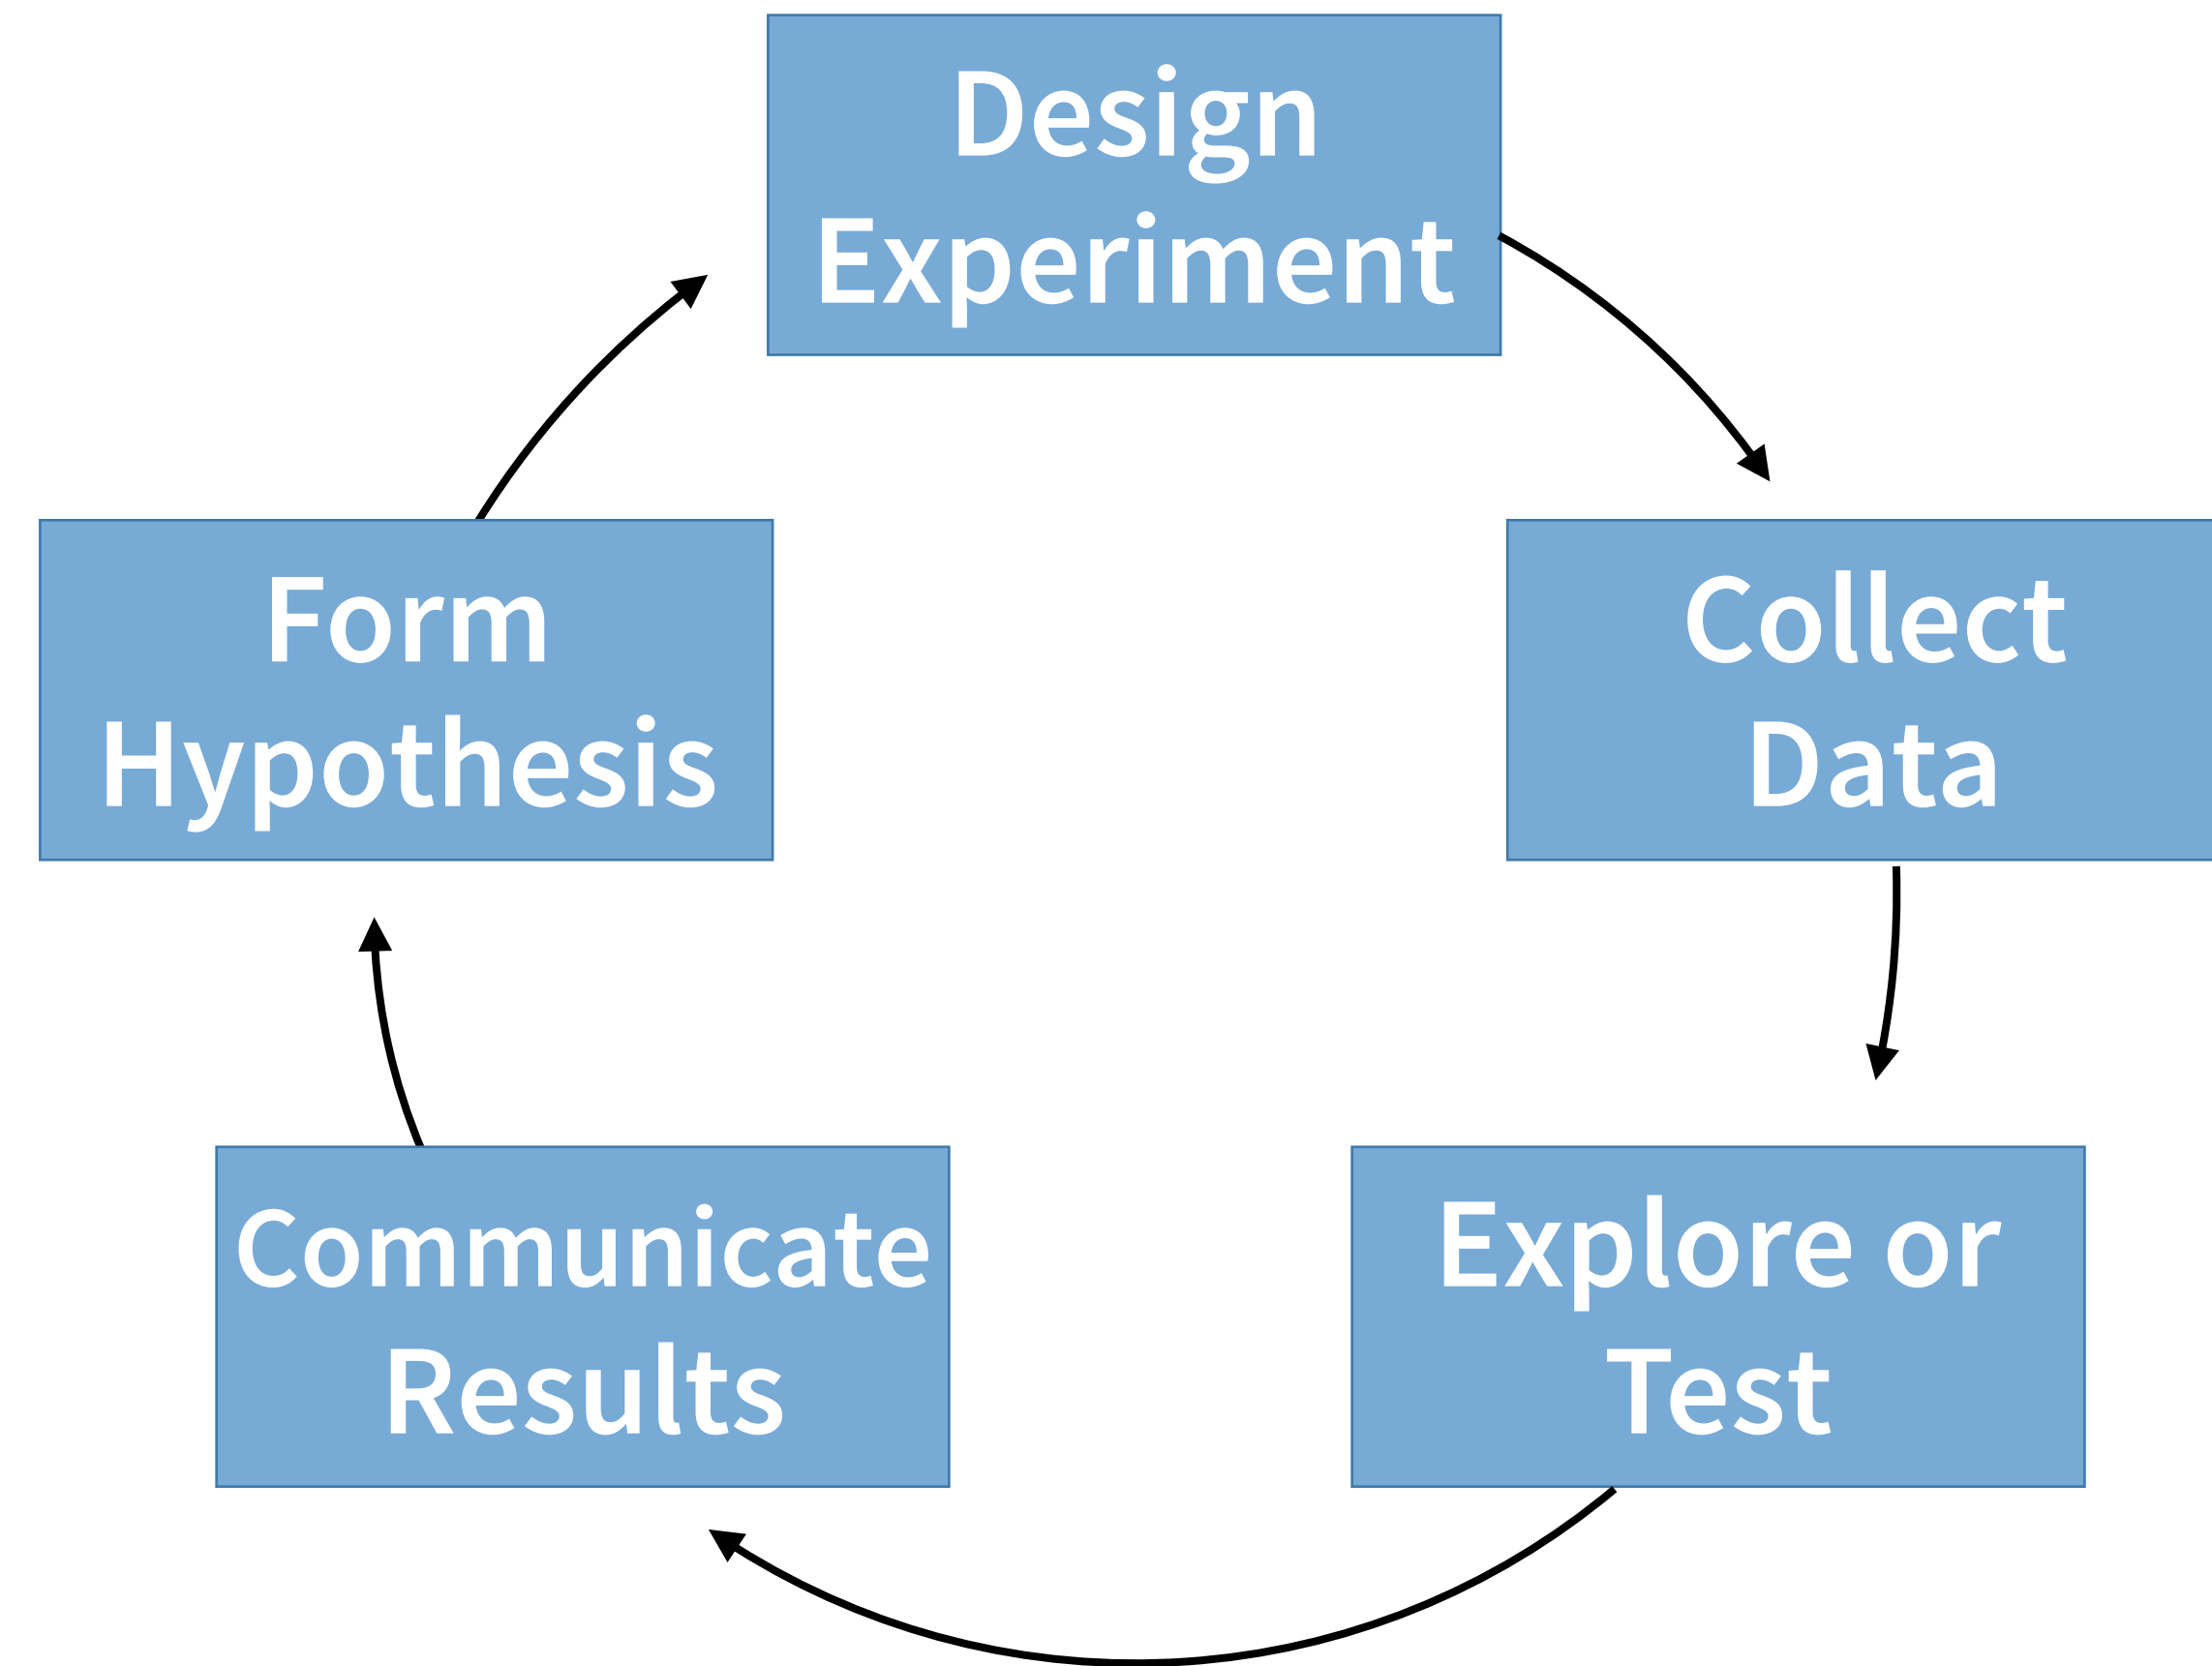 Design
Experiment
Form
Hypothesis
Collect
Data
Communicate
Results
Explore or
Test